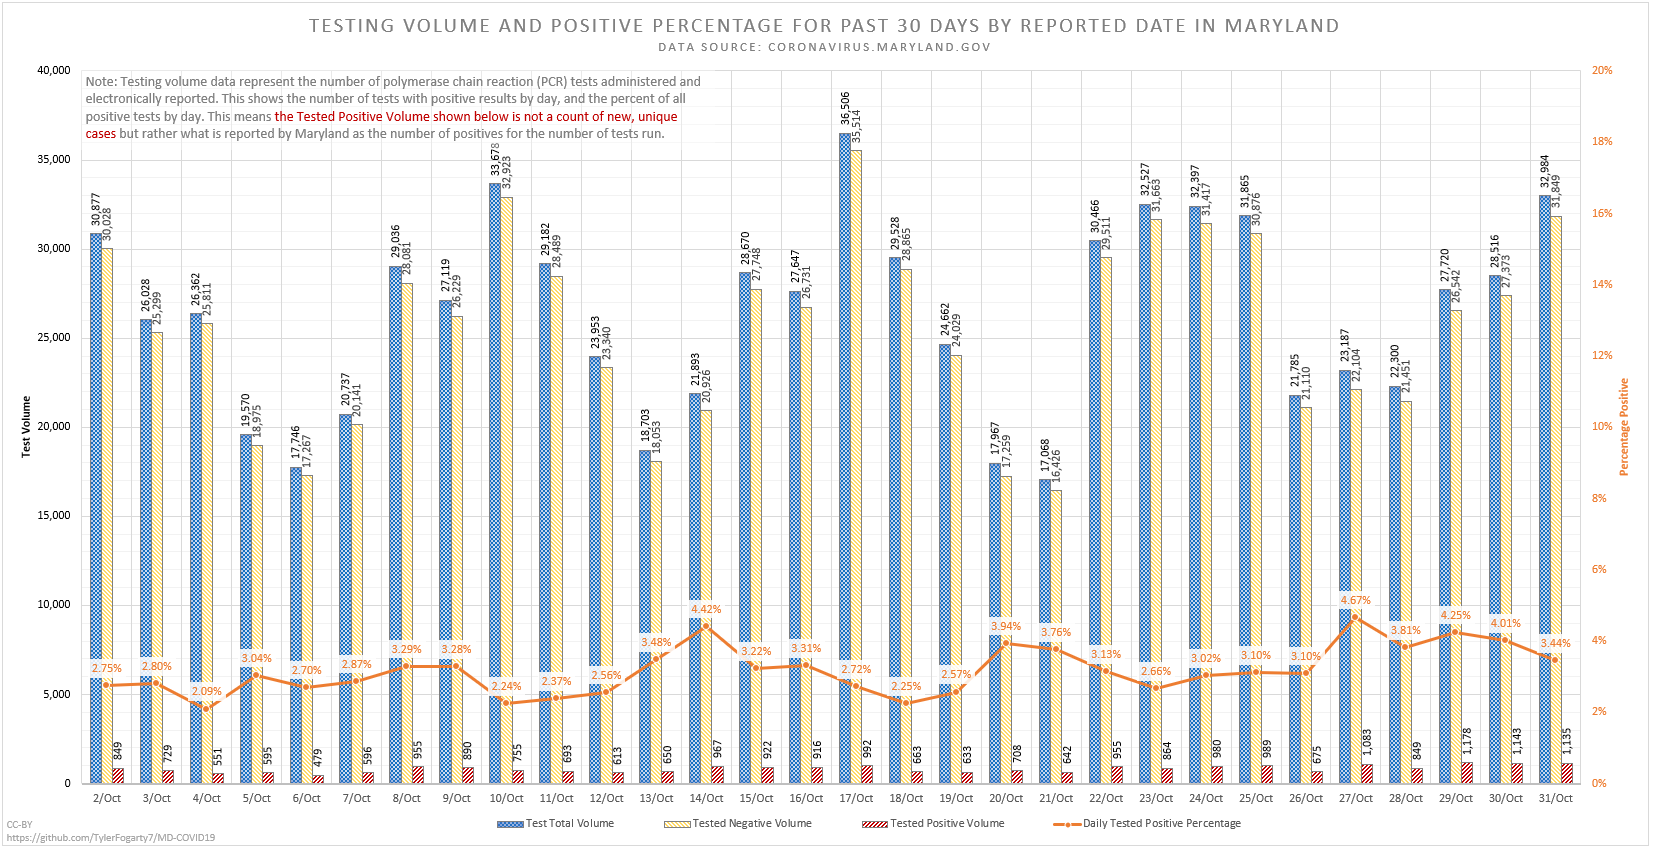 TESTING VOLUME AND POSITIVE PERCENTAGE FOR PAST 30 DAYS BY REPORTED DATE IN MARYLAND
DATA SOURCE: CORONAVIRUS.MARYLAND.GOV
Note: Testing volume data represent the number of polymerase chain reaction (PCR) tests administered and
electronically reported. This shows the number of tests with positive results by day, and the percent of all
positive tests by day. This means the Tested Positive Volume shown below is not a count of new, unique
cases but rather what is reported by Maryland as the number of positives for the number of tests run.
40,000
35,000
30,000
25,000
20,000
15,000
10,000
5,000
0
Test Volume
20%
18%
16%
14%
12%
10%
8%
6%
4%
2%
0%
Percentage Positive
30,877 30,028 2.75% 849
26,028 25,299 2.80% 729
26,362 25,811 2.09% 551
19,570 18,975 3.04% 595
17,746 17,267 2.70% 479
20,737 20,141 2.87% 596
29,036 28,081 3.29% 955
27,119 26,229 3.28% 890
33,678 32,923 2.24% 755
29,182 28,489 2.37% 693
23,953 23,340 2.56% 613
18,703 18,053 3.48% 650
21,893 20,926 4.42% 967
28,670 27,748 3.22% 922
27,647 26,731 3.31% 916
36,506 35,514 2.72% 992
29,528 28,865 2.25% 663
24,662 24,029 2.57% 633
17,967 17,259 3.94% 708
17,068 16,426 3.76% 642
30,466 29,511 3.13% 955
32,527 31,663 2.66% 864
32,397 31,417 3.02% 980
31,865 30,876 3.10% 989
21,785 21,110 3.10% 675
23,187 22,104 4.67% 1,083
22,300 21,451 3.81% 849
27,720 26,542 4.25% 1,178
28,516 27,373 4.01% 1,143
32,984 31,849 3.44% 1,135
2/Oct 3/Oct 4/Oct 5/Oct 6/Oct 7/Oct 8/Oct 9/Oct 10/Oct 11/Oct 12/Oct 13/Oct 14/Oct 15/Oct 16/Oct 17/Oct 18/Oct 19/Oct 20/Oct 21/Oct 22/Oct 23/Oct 24/Oct 25/Oct 26/Oct 27/Oct 28/Oct 29/Oct 30/Oct 31/Oct
Test Total Volume Tested Negative Volume Tested Positive Volume Daily Tested Positive Percentage
CC-BY
https://github.com/TylerFogarty7/MD-COVID19